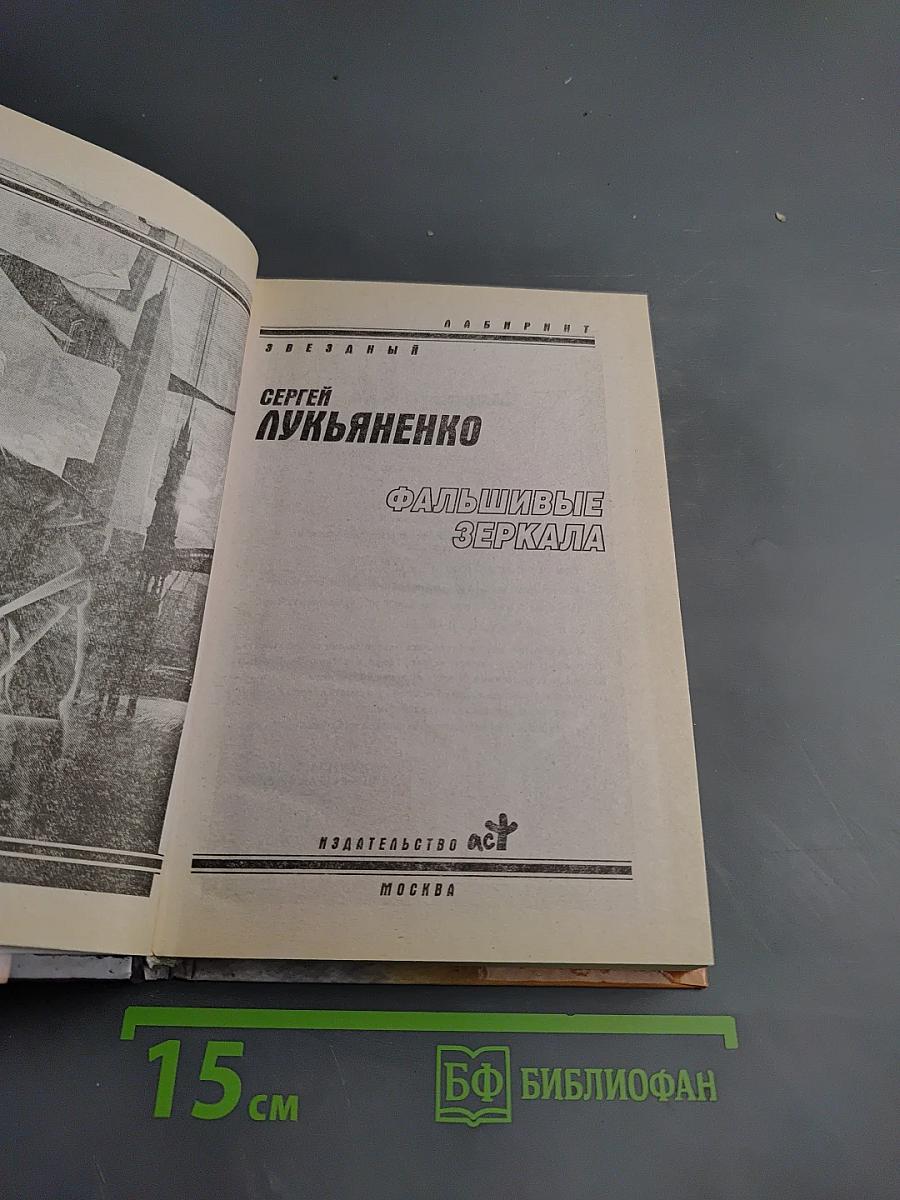 ЛАБИРИНТ
ЗВЕЗДНЫЙ
СЕРГЕЙ
ЛУКЬЯНЕНКО
ФАЛЬШИВЫЕ
ЗЕРКАЛА
ИЗДАТЕЛЬСТВО аст
МОСКВА
15 см
БФ БИБЛИОФАН